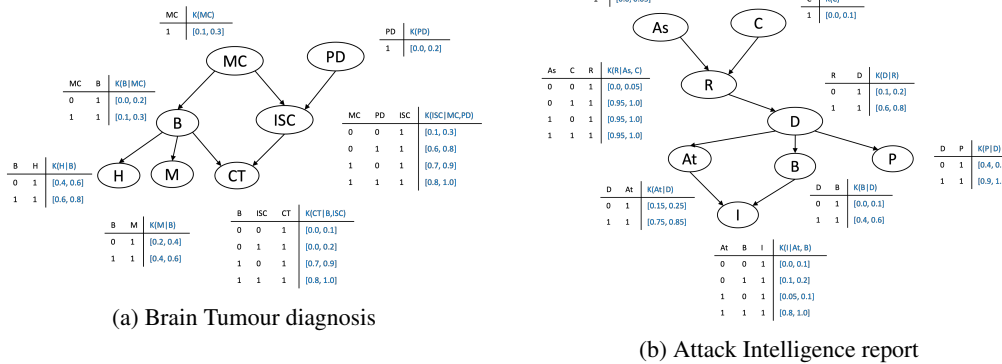 MC K(MC)
1 [0.1, 0.3]
PD K(PD)
1 [0.0, 0.2]
MC
PD
MC B K(B|MC)
0 1 [0.0, 0.2]
1 1 [0.1, 0.3]
B
ISC
MC PD ISC K(ISC|MC,PD)
0 0 1 [0.1, 0.3]
0 1 1 [0.6, 0.8]
1 0 1 [0.7, 0.9]
1 1 1 [0.8, 1.0]
B H K(H|B)
0 1 [0.4, 0.6]
1 1 [0.6, 0.8]
H
M
CT
B M K(M|B)
0 1 [0.2, 0.4]
1 1 [0.4, 0.6]
B ISC CT K(CT|B,ISC)
0 0 1 [0.0, 0.1]
0 1 1 [0.0, 0.2]
1 0 1 [0.7, 0.9]
1 1 1 [0.8, 1.0]
(a) Brain Tumour diagnosis
1 [0.0, 0.1]
As
C
As C R K(R|As, C)
0 0 1 [0.0, 0.05]
0 1 1 [0.95, 1.0]
1 0 1 [0.95, 1.0]
1 1 1 [0.95, 1.0]
R
R D K(D|R)
0 1 [0.1, 0.2]
1 1 [0.6, 0.8]
D
At
B
P
D P K(P|D)
0 1 [0.4, 0.
1 1 [0.9, 1.
D At K(At|D)
0 1 [0.15, 0.25]
1 1 [0.75, 0.85]
D B K(B|D)
0 1 [0.0, 0.1]
1 1 [0.4, 0.6]
I
At B I K(I|At, B)
0 0 1 [0.0, 0.1]
0 1 1 [0.1, 0.2]
1 0 1 [0.05, 0.1]
1 1 1 [0.8, 1.0]
(b) Attack Intelligence report